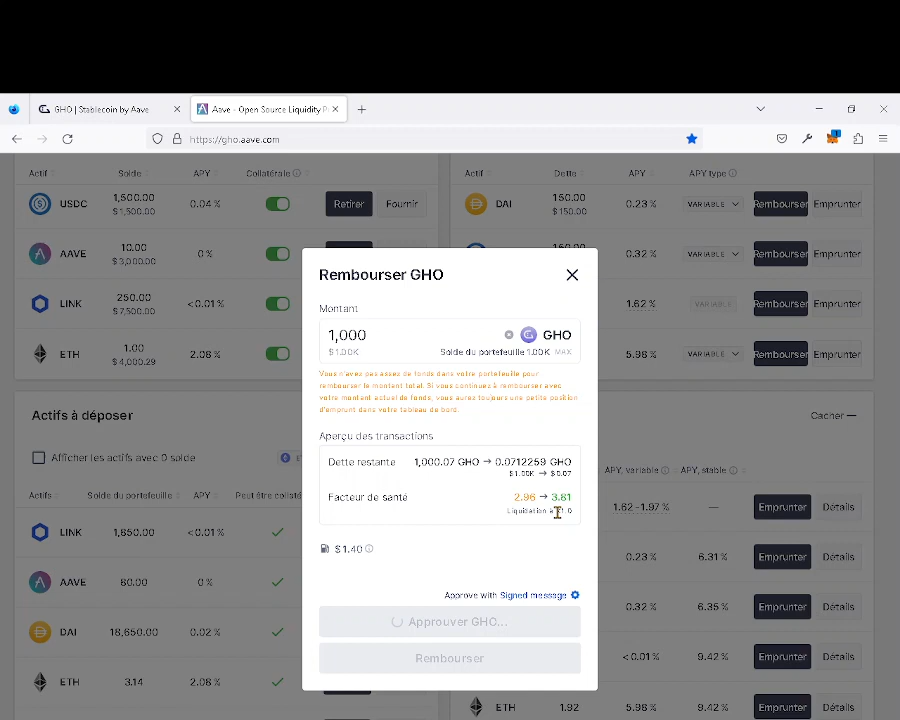 GHO | Stablecoin by Aave
Aave - Open Source Liquidity P
https://gho.aave.com
Actif Solde APY Collatérale
USDC 1,500.00 0.04 % Retirer Fournir
$ 1,500.00
AAVE 10.00 0 %
$ 3,000.00
LINK 250.00 <0.01 %
$ 7,500.00
ETH 1.00 2.08 %
$ 4,000.29
Actif Dette APY APY type
DAI 150.00 0.23 % VARIABLE Rembourser Emprunter
$ 150.00
150.00 0.32 % VARIABLE Rembourser Emprunter
1.62 % VARIABLE Rembourser Emprunter
5.98 % VARIABLE Rembourser Emprunter
Rembourser GHO
Montant
1,000 GHO
$ 1.00K Solde du portefeuille 1.00K MAX
Vous n'avez pas assez de fonds dans votre portefeuille pour
rembourser le montant total. Si vous continuez à rembourser avec
votre montant actuel de fonds, vous aurez toujours une petite position
d'emprunt dans votre tableau de bord.
Aperçu des transactions
Dette restante 1,000.07 GHO → 0.0712259 GHO
$ 1.00K → $ 0.07
Facteur de santé 2.96 → 3.81
Liquidation à 1.0
$ 1.40
Approve with Signed message
Approuver GHO...
Rembourser
Actifs à déposer
Afficher les actifs avec 0 solde
Actifs Solde du portefeuille APY Peut être collaté
LINK 1,650.00 <0.01 %
AAVE 60.00 0 %
DAI 18,650.00 0.02 %
ETH 3.14 2.08 %
Cacher —
APY, variable APY, stable
1.62 –1.97 % — Emprunter Détails
0.23 % 6.31 % Emprunter Détails
0.32 % 6.35 % Emprunter Détails
<0.01 % 9.42 % Emprunter Détails
ETH 1.92 5.98 % 9.42 % Emprunter Détails